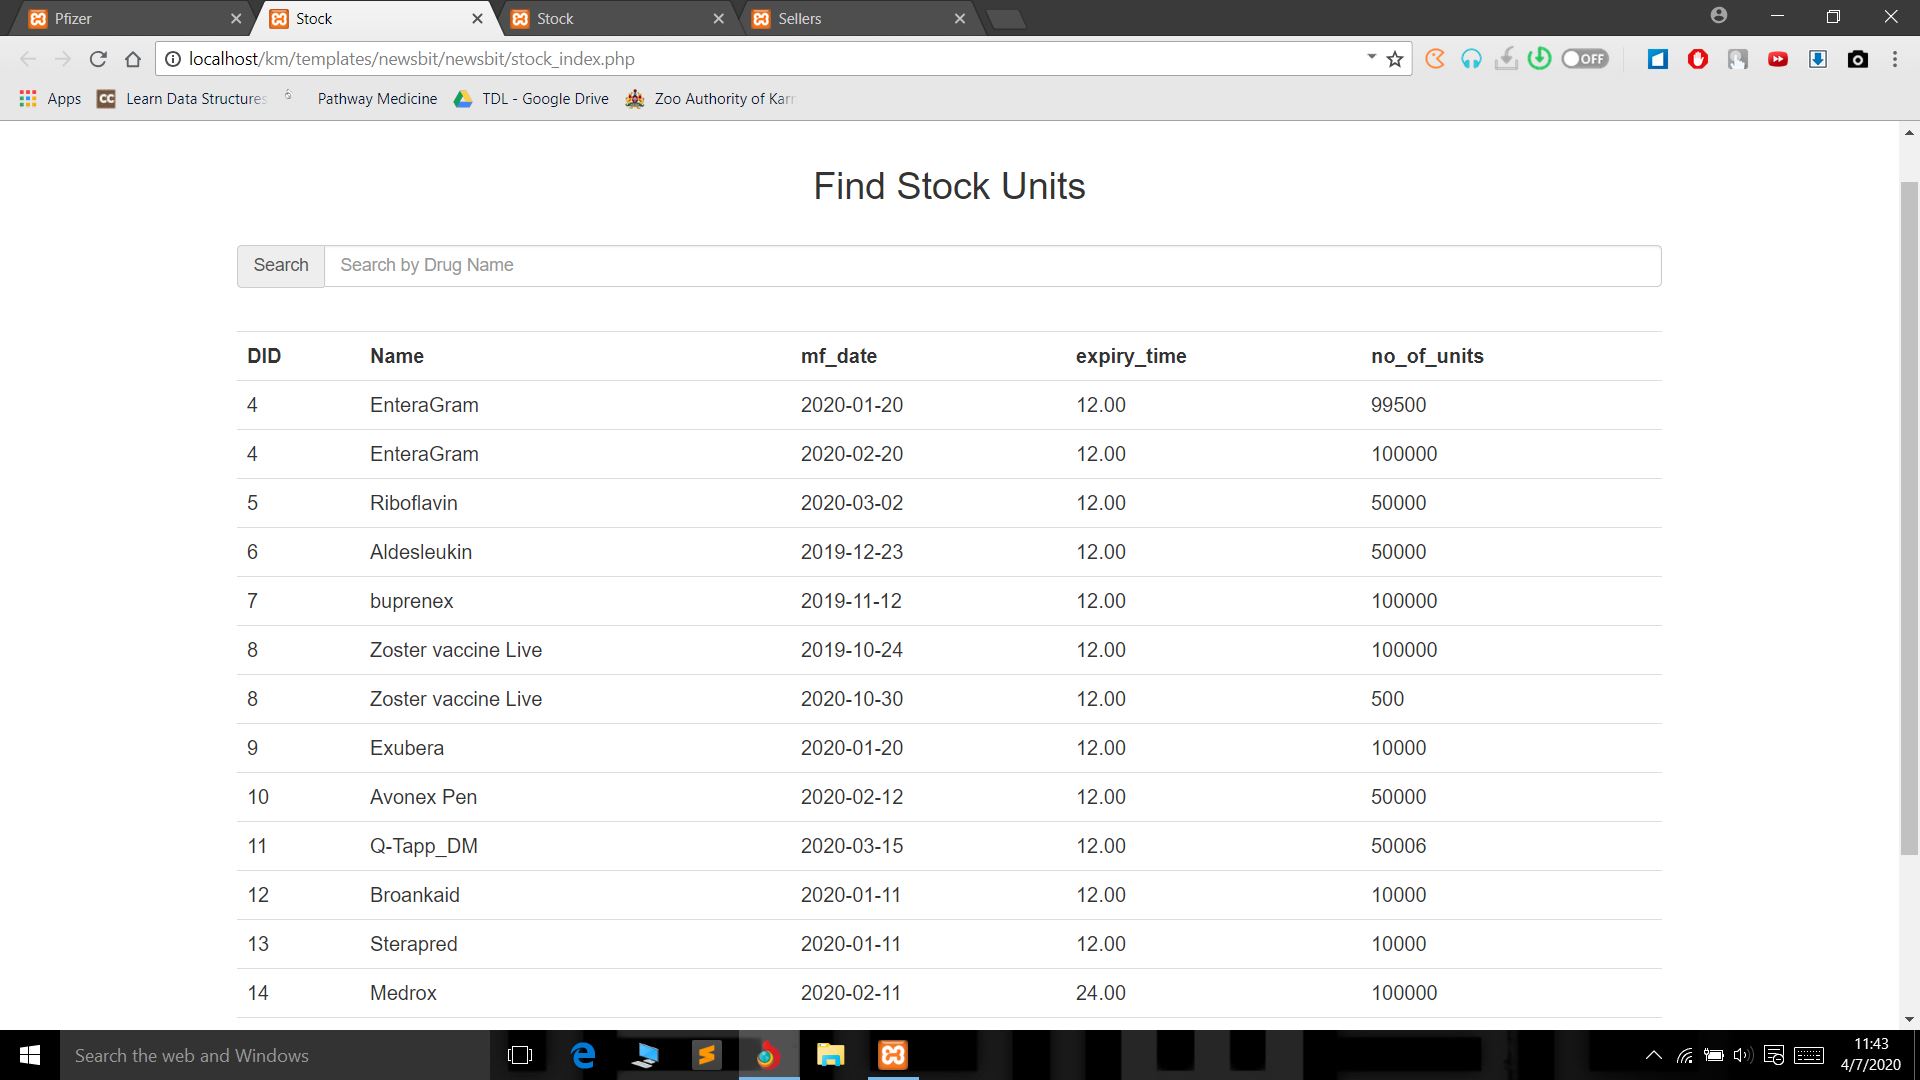 Pfizer
Stock
Stock
Sellers
localhost/km/templates/newsbit/newsbit/stock_index.php
OFF
Apps
CC
Learn Data Structures
Pathway Medicine
TDL - Google Drive
Zoo Authority of Karn
Find Stock Units
Search
Search by Drug Name
DID Name mf_date expiry_time no_of_units
4 EnteraGram 2020-01-20 12.00 99500
4 EnteraGram 2020-02-20 12.00 100000
5 Riboflavin 2020-03-02 12.00 50000
6 Aldesleukin 2019-12-23 12.00 50000
7 buprenex 2019-11-12 12.00 100000
8 Zoster vaccine Live 2019-10-24 12.00 100000
8 Zoster vaccine Live 2020-10-30 12.00 500
9 Exubera 2020-01-20 12.00 10000
10 Avonex Pen 2020-02-12 12.00 50000
11 Q-Tapp_DM 2020-03-15 12.00 50006
12 Broankaid 2020-01-11 12.00 10000
13 Sterapred 2020-01-11 12.00 10000
14 Medrox 2020-02-11 24.00 100000
Search the web and Windows
11:43
4/7/2020